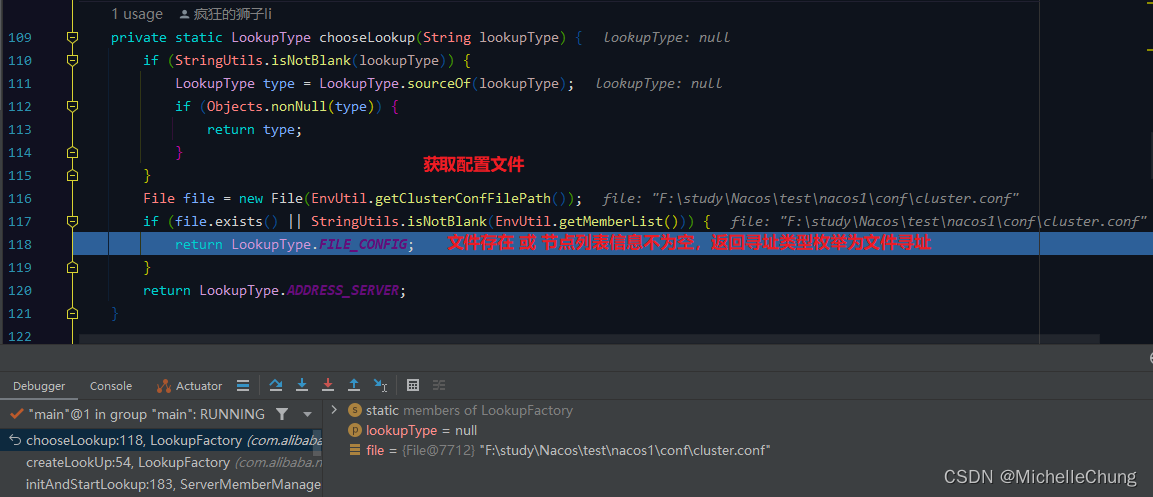 1 usage 疯狂的狮子li
109 private static LookupType chooseLookup(String lookupType) { lookupType: null
110 if (StringUtils.isNotBlank(lookupType)) {
111 LookupType type = LookupType.sourceOf(lookupType); lookupType: null
112 if (Objects.nonNull(type)) {
113 return type;
114 }
获取配置文件
115 }
116 File file = new File(EnvUtil.getClusterConfFilePath()); file: "F:\study\Nacos\test\nacos1\conf\cluster.conf"
117 if (file.exists() || StringUtils.isNotBlank(EnvUtil.getMemberList())) { file: "F:\study\Nacos\test\nacos1\conf\cluster.conf"
118 return LookupType.FILE_CONFIG; 文件存在 或 节点列表信息不为空，返回寻址类型枚举为文件寻址
119 }
120 return LookupType.ADDRESS_SERVER;
121 }
122
Debugger Console Actuator
"main"@1 in group "main": RUNNING
static members of LookupFactory
chooseLookup:118, LookupFactory (com.alibaba
lookupType = null
createLookUp:54, LookupFactory (com.alibaba.n
file = {File@7712} "F:\study\Nacos\test\nacos1\conf\cluster.conf"
initAndStartLookup:183, ServerMemberManage
CSDN @MichelleChung